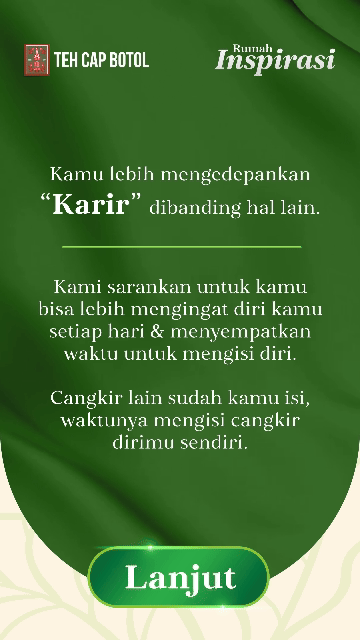 TEH CAP BOTOL
Rumah
Inspirasi
Kamu lebih mengedepankan
“Karir” dibanding hal lain.
Kami sarankan untuk kamu
bisa lebih mengingat diri kamu
setiap hari & menyempatkan
waktu untuk mengisi diri.
Cangkir lain sudah kamu isi,
waktunya mengisi cangkir
dirimu sendiri.
Lanjut